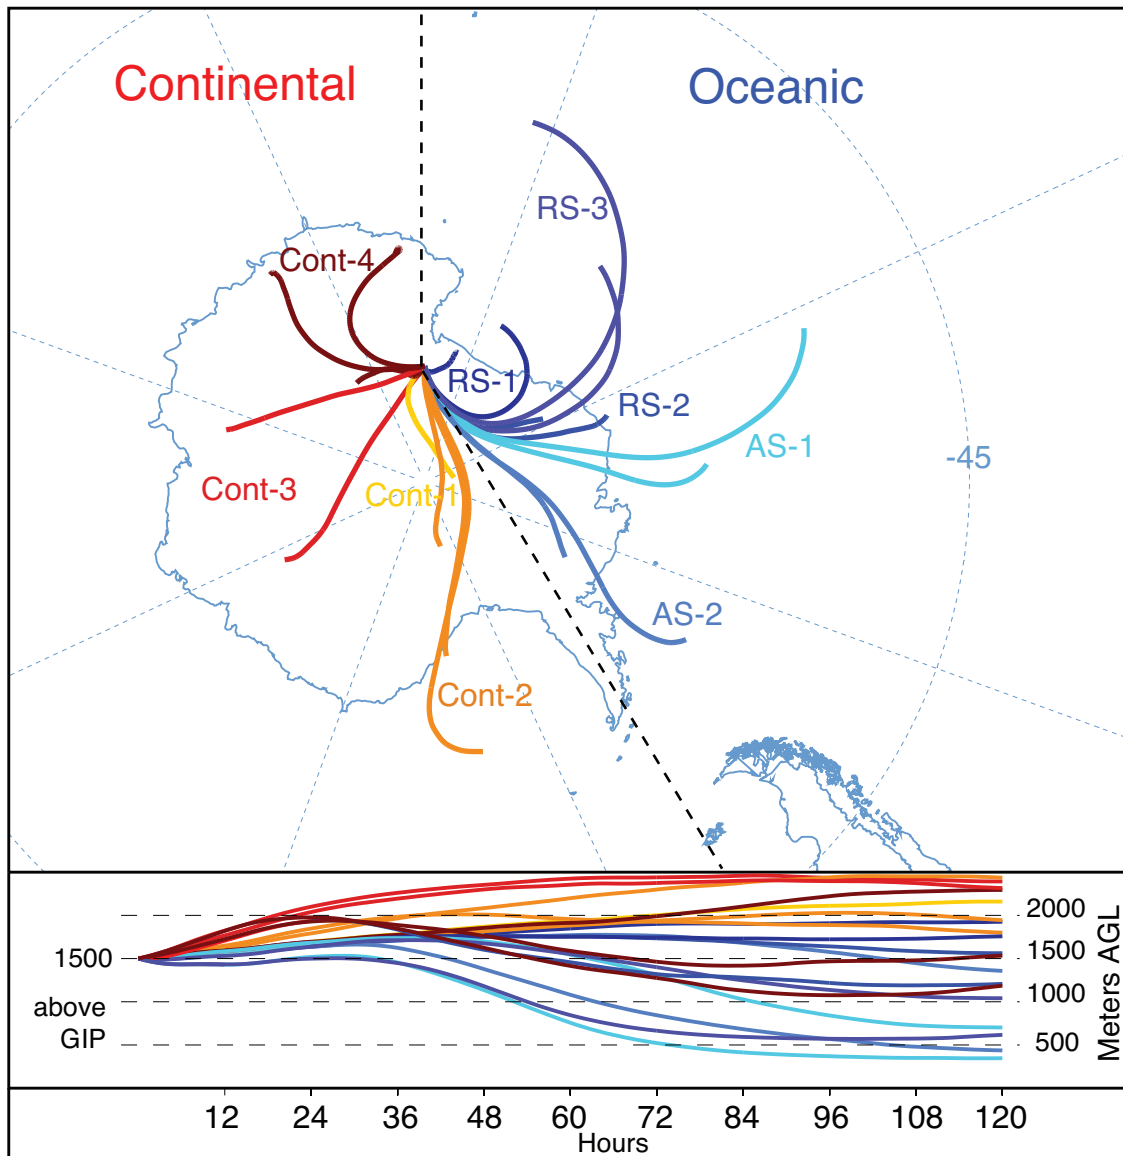 Continental
Oceanic
RS-3
Cont-4
RS-1
RS-2
AS-1
-45
Cont-3
Cont-1
AS-2
Cont-2
2000
1500
1500
1000
above
GIP
500
Meters AGL
12 24 36 48 60 72 84 96 108 120
Hours